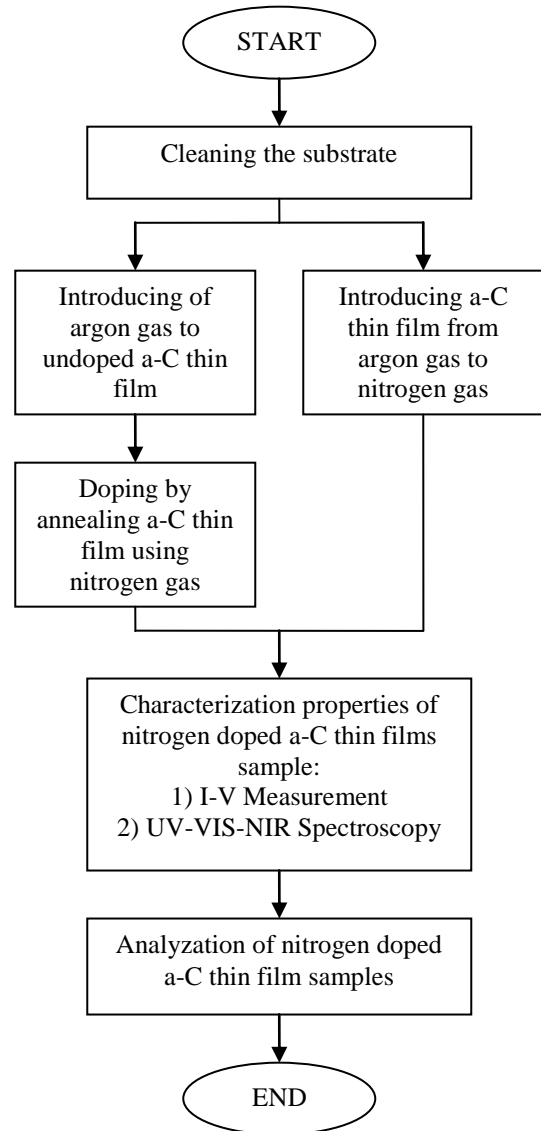 START
Cleaning the substrate
Introducing of
argon gas to
undoped a-C thin
film
Introducing a-C
thin film from
argon gas to
nitrogen gas
Doping by
annealing a-C thin
film using
nitrogen gas
Characterization properties of
nitrogen doped a-C thin films
sample:
1) I-V Measurement
2) UV-VIS-NIR Spectroscopy
Analyzation of nitrogen doped
a-C thin film samples
END